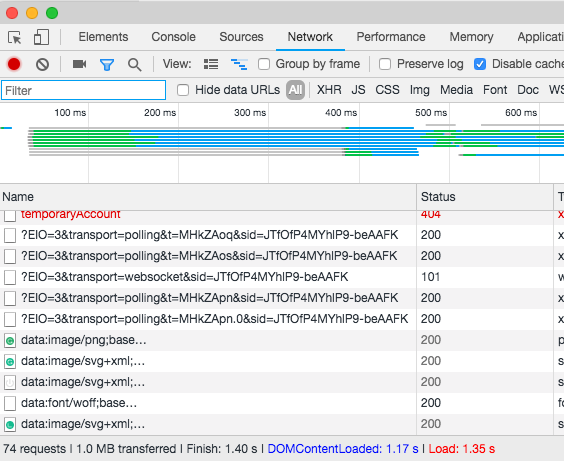 Elements Console Sources Network Performance Memory Applicati
View: Group by frame Preserve log Disable cache
Filter Hide data URLs All XHR JS CSS Img Media Font Doc WS
100 ms 200 ms 300 ms 400 ms 500 ms 600 ms
Name Status T
temporaryAccount 404 x
?EIO=3&transport=polling&t=MHkZAoq&sid=JTfOfP4MYhlP9-beAAFK 200 x
?EIO=3&transport=polling&t=MHkZAos&sid=JTfOfP4MYhlP9-beAAFK 200 x
?EIO=3&transport=websocket&sid=JTfOfP4MYhlP9-beAAFK 101 w
?EIO=3&transport=polling&t=MHkZApn&sid=JTfOfP4MYhlP9-beAAFK 200 x
?EIO=3&transport=polling&t=MHkZApn.0&sid=JTfOfP4MYhlP9-beAAFK 200 x
data:image/png;base... 200 p
data:image/svg+xml;... 200 s
data:image/svg+xml;... 200 s
data:font/woff;base... 200 fo
data:image/svg+xml;... 200 s
74 requests | 1.0 MB transferred | Finish: 1.40 s | DOMContentLoaded: 1.17 s | Load: 1.35 s